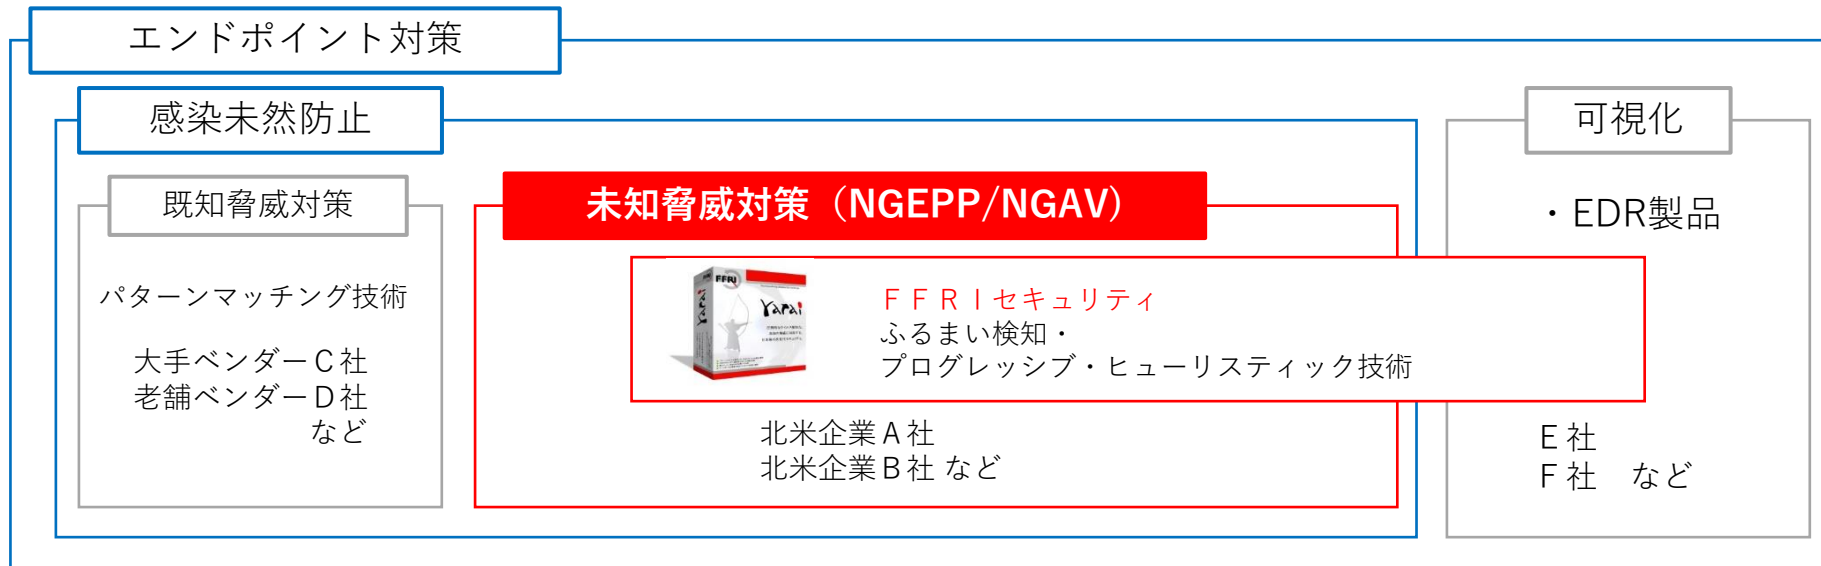 エンドポイント対策
感染未然防止
可視化
既知脅威対策
未知脅威対策（NGEPP/NGAV）
・EDR製品
パターンマッチング技術
大手ベンダーＣ社
老舗ベンダーＤ社
など
FFRI
yarai
ＦＦＲＩセキュリティ
ふるまい検知・
プログレッシブ・ヒューリスティック技術
北米企業Ａ社
北米企業Ｂ社 など
Ｅ社
Ｆ社　など